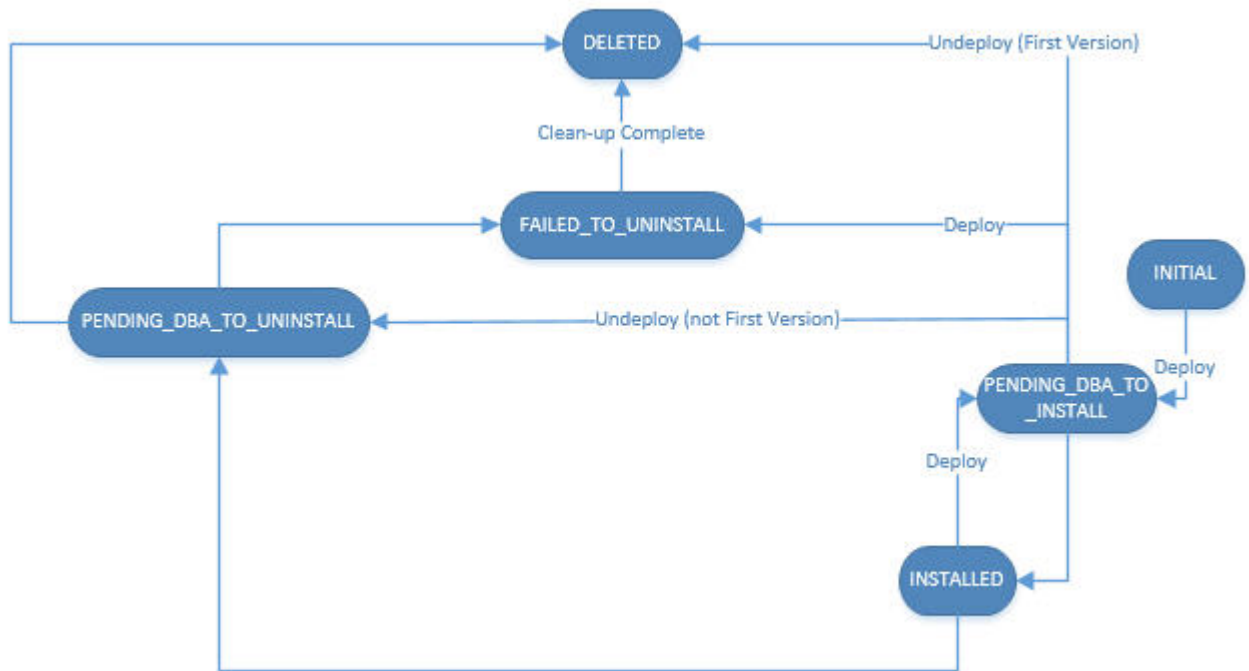 DELETED
Undeploy (First Version)
Clean-up Complete
FAILED_TO_UNINSTALL
Deploy
INITIAL
PENDING_DBA_TO_UNINSTALL
Undeploy (not First Version)
Deploy
PENDING_DBA_TO
_INSTALL
Deploy
INSTALLED